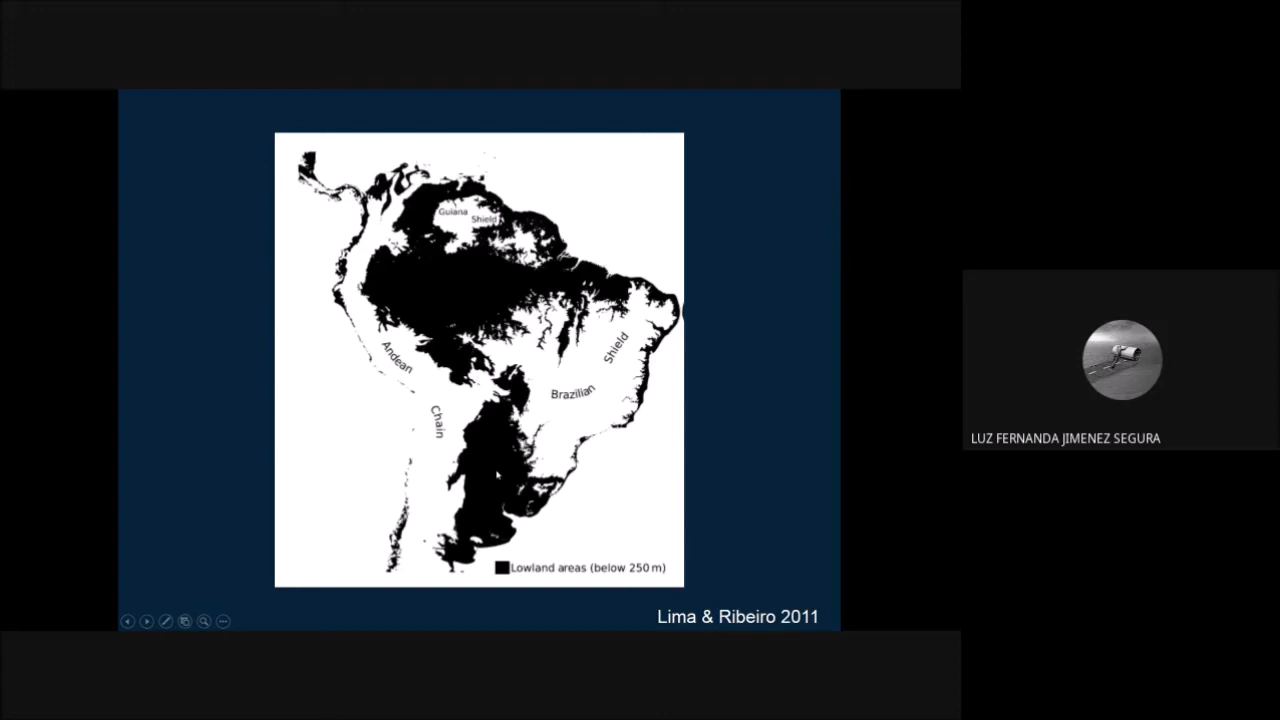 Guiana
Shield
Andean
Chain
Brazilian
Shield
Lowland areas (below 250 m)
Lima & Ribeiro 2011
LUZ FERNANDA JIMENEZ SEGURA